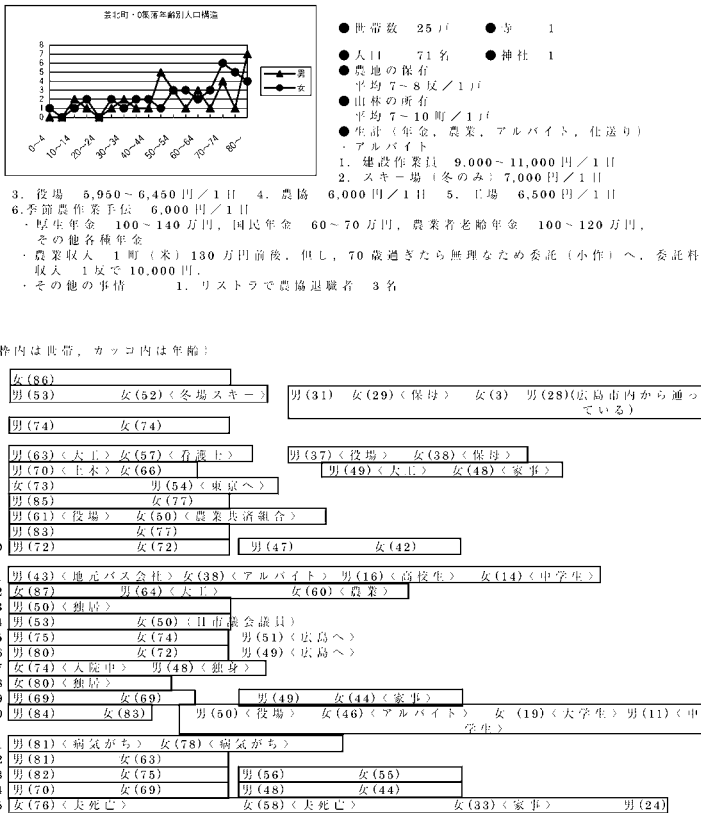 芸北町・O集落年齢別人口構造
8
7
6
5
4
3
2
1
0
男
女
0~4
10~14
20~24
30~34
40~44
50~54
60~64
70~74
80~
● 世帯数 25戸 ● 寺 1
● 人口 71名 ● 神社 1
● 農地の保有
平均 7~8反/1戸
● 山林の所有
平均 7~10町/1戸
● 生計(年金,農業,アルバイト,仕送り)
・アルバイト
1. 建設作業員 9.000~11,000円/1日
2. スキー場(冬のみ) 7,000円/1日
3. 役場 5,950~6,450円/1日 4. 農協 6,000円/1日 5. 工場 6,500円/1日
6.季節農作業手伝 6,000円/1日
・厚生年金 100~140万円,国民年金 60~70万円,農業者老齢年金 100~120万円,
その他各種年金
・農業収入 1町(米)130万円前後.但し,70歳過ぎたら無理なため委託(小作)へ.委託料
収入 1反で10,000円.
・その他の事情 1. リストラで農協退職者 3名
枠内は世帯,カッコ内は年齢)
女(86)
男(53) 女(52)<冬場スキー> 男(31) 女(29)<保母> 女(3) 男(28)(広島市内から通っ
ている)
男(74) 女(74)
男(63)<大工>女(57)<看護士> 男(37)<役場> 女(38)<保母>
男(70)<土木>女(66) 男(49)<大工> 女(48)<家事>
女(73) 男(54)<東京へ>
男(85) 女(77)
男(61)<役場> 女(50)<農業共済組合>
男(83) 女(77)
男(72) 女(72) 男(47) 女(42)
男(43)<地元バス会社>女(38)<アルバイト> 男(16)<高校生> 女(14)<中学生>
2 女(87) 男(64)<大工> 女(60)<農業>
3 男(50)<独居>
4 男(53) 女(50)<旧市議会議員>
5 男(75) 女(74) 男(51)<広島へ>
6 男(80) 女(72) 男(49)<広島へ>
7 女(74)<入院中> 男(48)<独身>
8 女(80)<独居>
9 男(69) 女(69) 男(49) 女(44)<家事>
0 男(84) 女(83) 男(50)<役場> 女(46)<アルバイト> 女(19)<大学生>男(11)<中
学生>
1 男(81)<病気がち> 女(78)<病気がち>
2 男(81) 女(63)
3 男(82) 女(75) 男(56) 女(55)
4 男(70) 女(69) 男(48) 女(44)
5 女(76)<夫死亡> 女(58)<夫死亡> 女(33)<家事> 男(24)